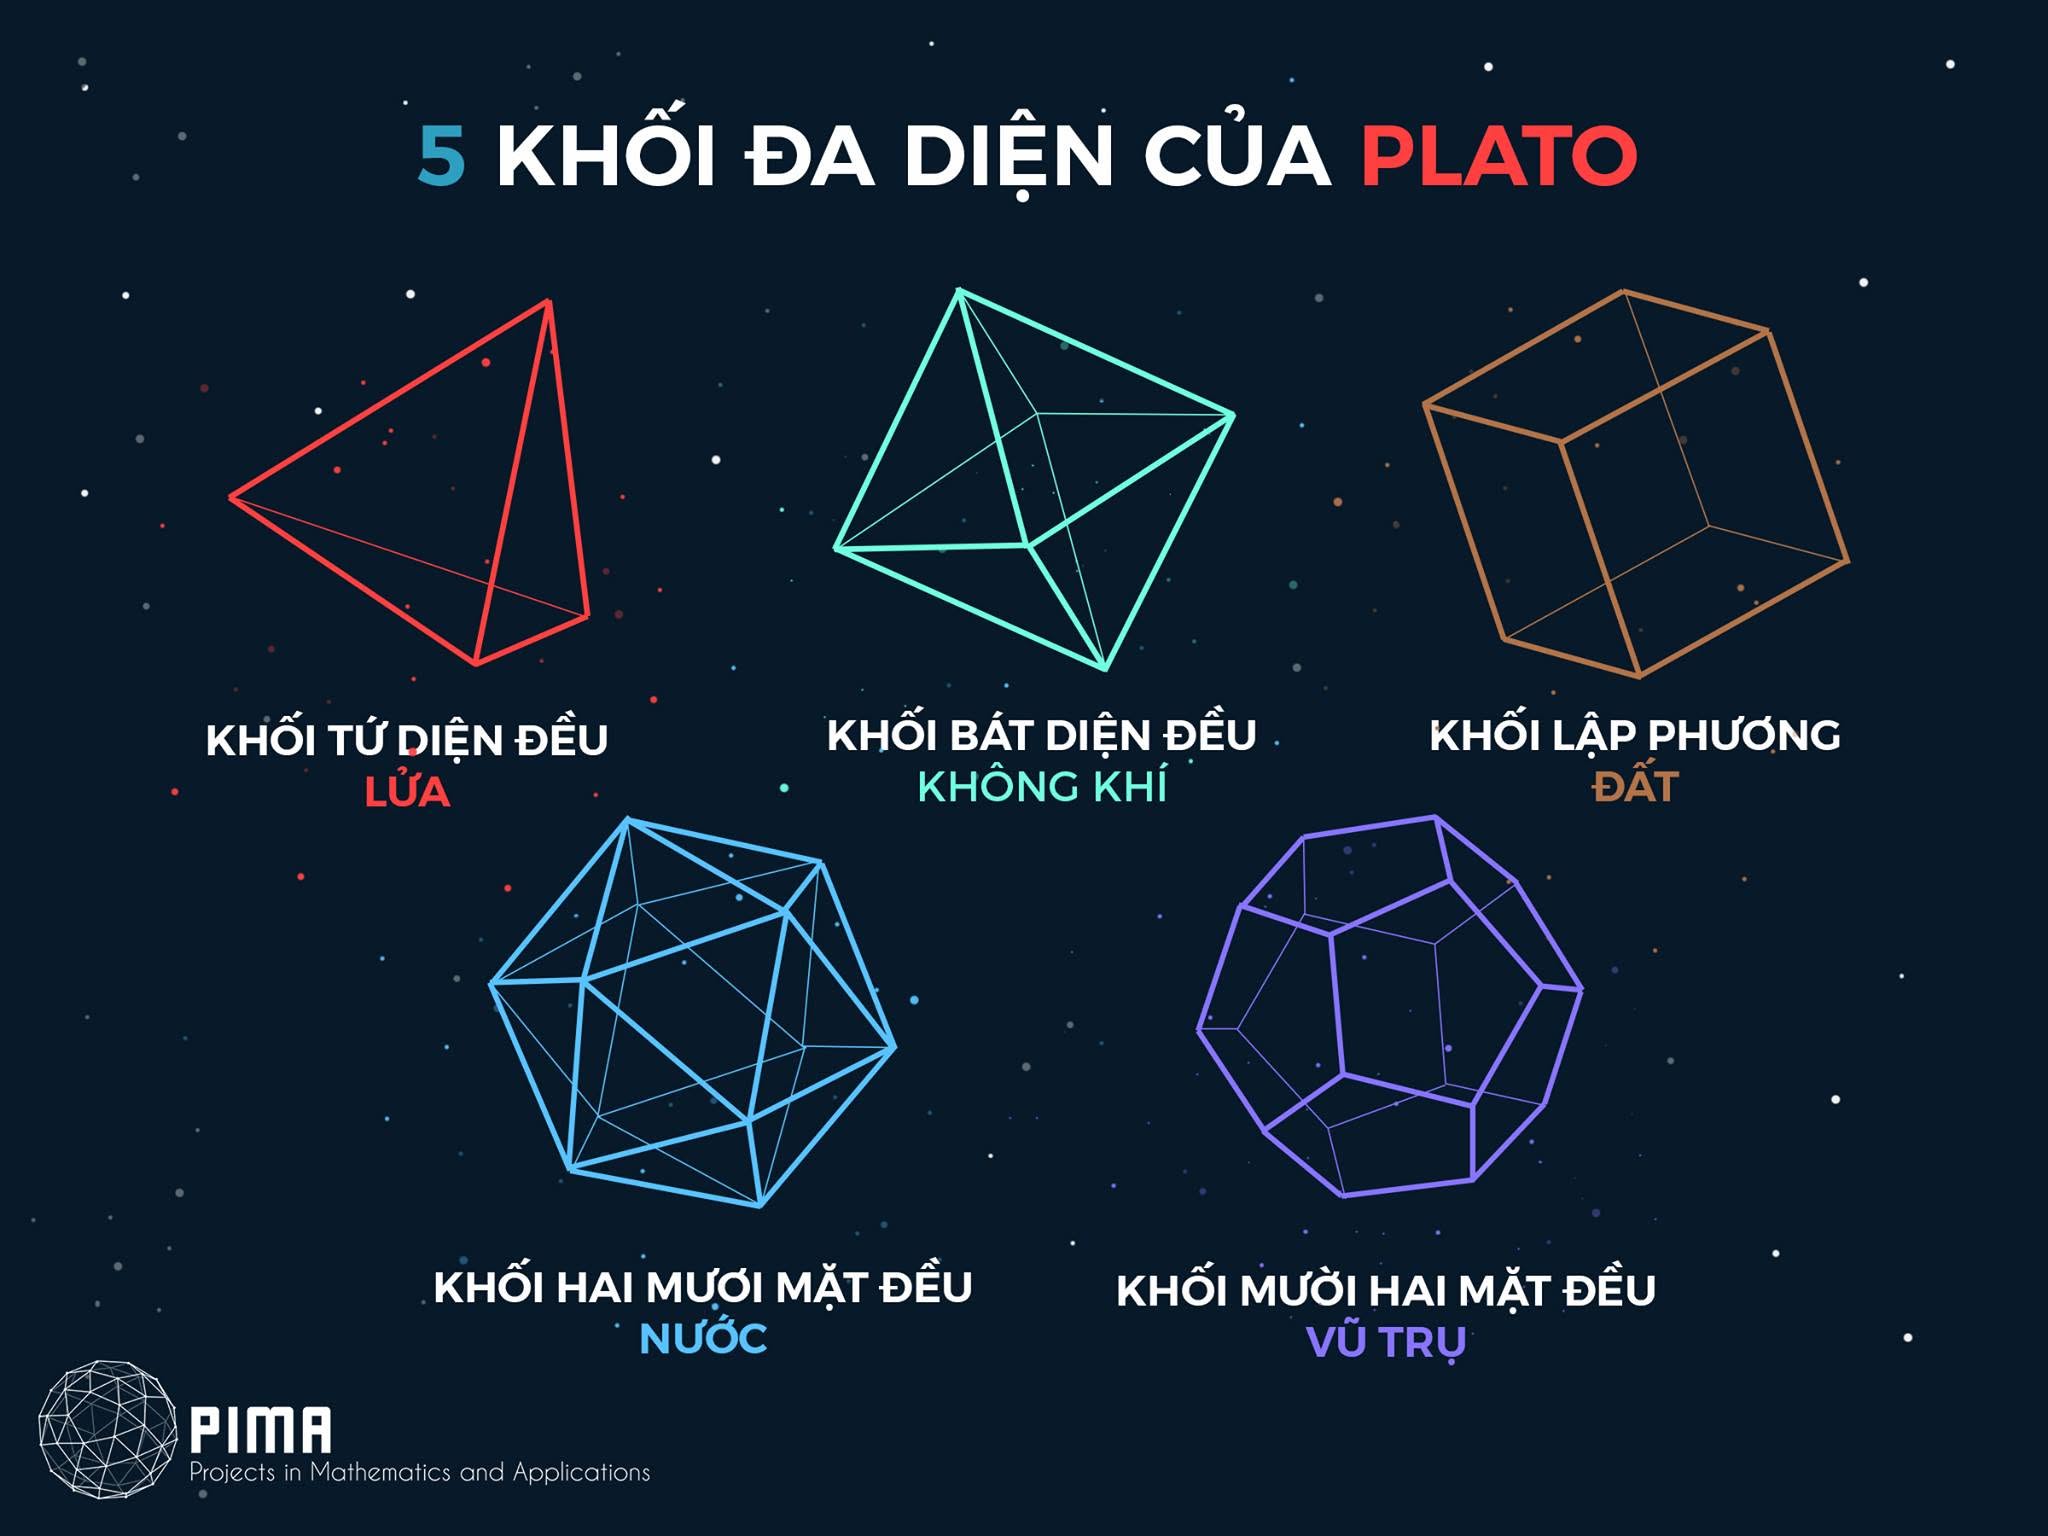 5 KHỐI ĐA DIỆN CỦA PLATO
KHỐI TỨ DIỆN ĐỀU
LỬA
KHỐI BÁT DIỆN ĐỀU
KHÔNG KHÍ
KHỐI LẬP PHƯƠNG
ĐẤT
KHỐI HAI MƯƠI MẶT ĐỀU
NƯỚC
KHỐI MƯỜI HAI MẶT ĐỀU
VŨ TRỤ
PIMA
Projects in Mathematics and Applications